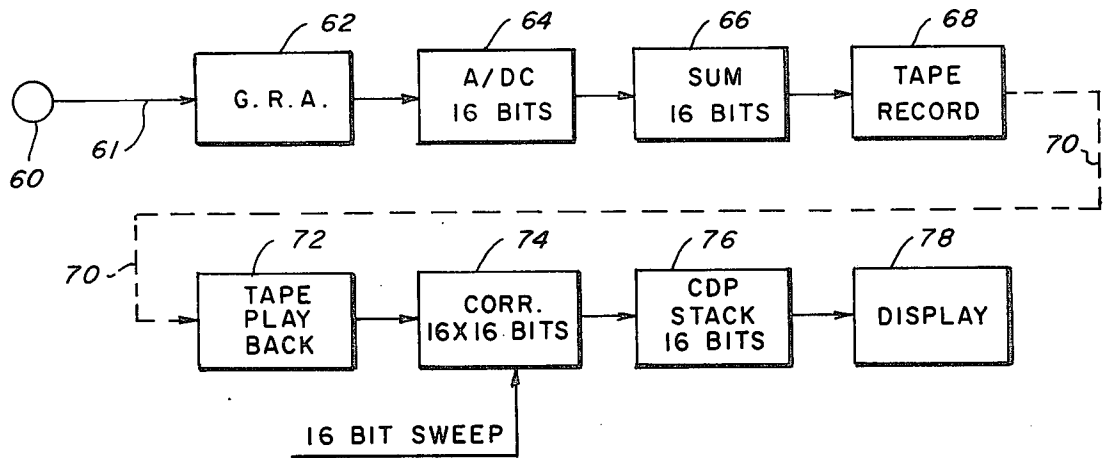 62
64
66
68
G. R. A.
A/DC
16 BITS
SUM
16 BITS
TAPE
RECORD
60
61
70
70
72
74
76
78
TAPE
PLAY
BACK
CORR.
16X16 BITS
CDP
STACK
16 BITS
DISPLAY
16 BIT SWEEP